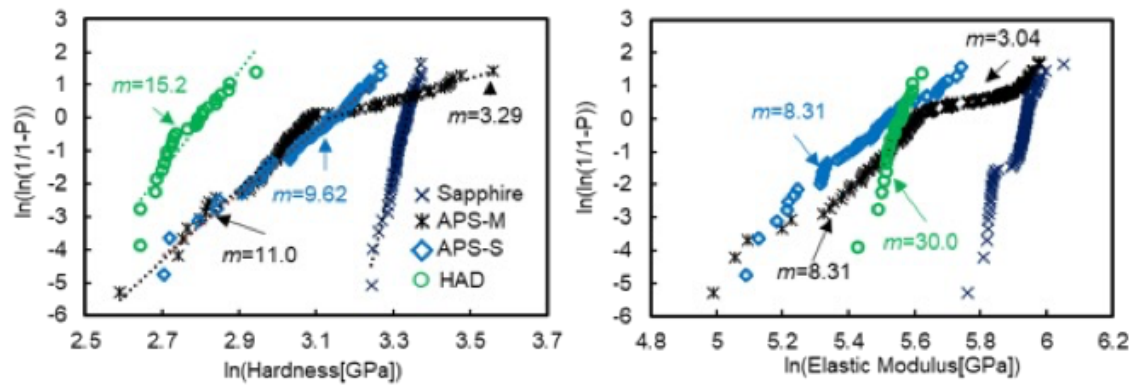 3
2
1
0
-1
-2
-3
-4
-5
-6
ln(ln(1/1-P))
m=15.2
m=3.29
m=9.62
m=11.0
Sapphire
APS-M
APS-S
HAD
2.5 2.7 2.9 3.1 3.3 3.5 3.7
ln(Hardness[GPa])
3
2
1
0
-1
-2
-3
-4
-5
-6
ln(ln(1/1-P))
m=3.04
m=8.31
m=30.0
m=8.31
4.8 5 5.2 5.4 5.6 5.8 6 6.2
ln(Elastic Modulus[GPa])